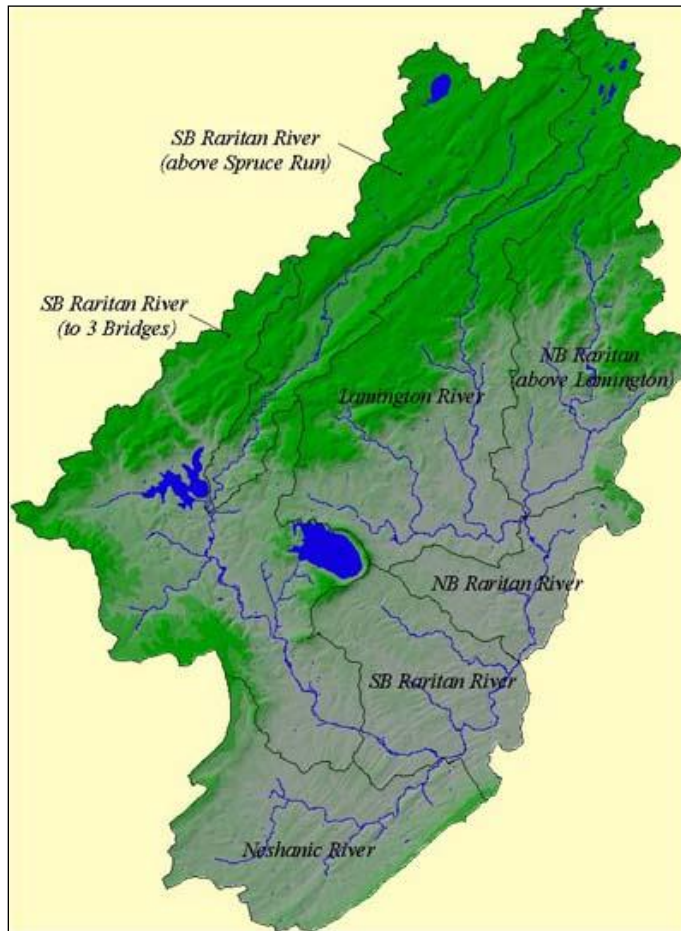 SB Raritan River
(above Spruce Run)
SB Raritan River
(to 3 Bridges)
NB Raritan
(above Lamington)
Lamington River
NB Raritan River
SB Raritan River
Neshanic River